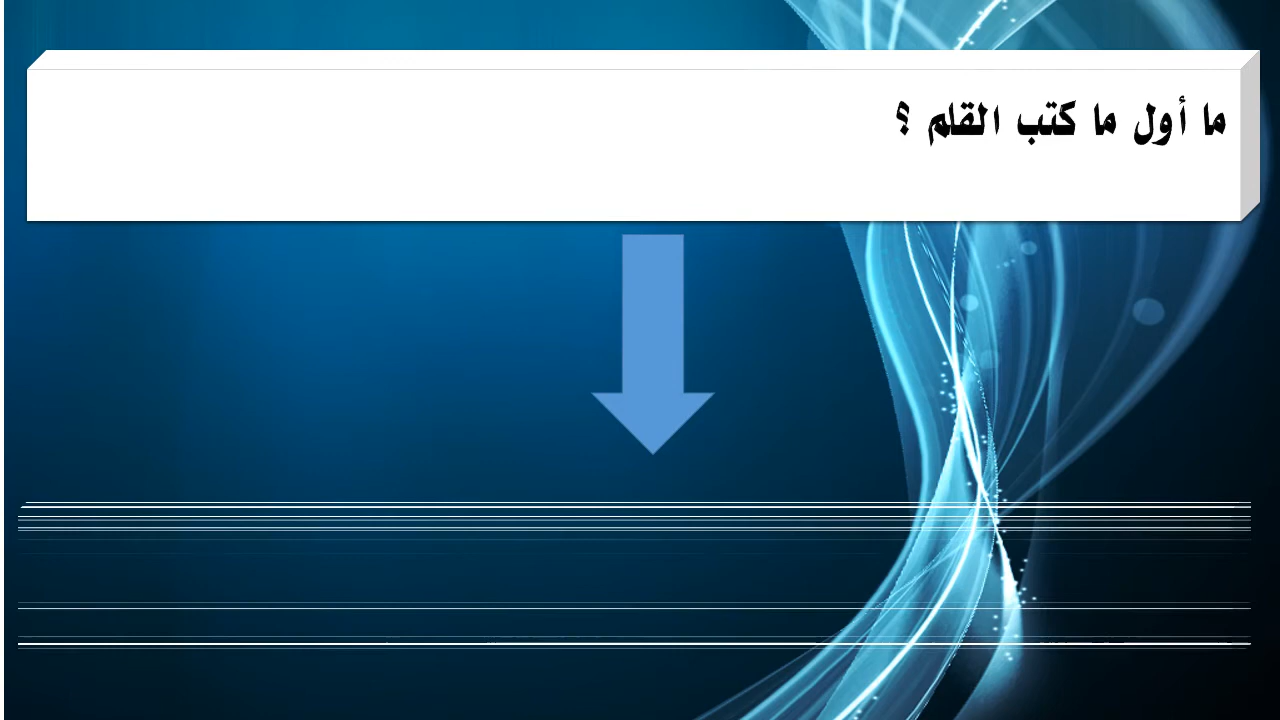 ما أول ما كتب القلم ؟